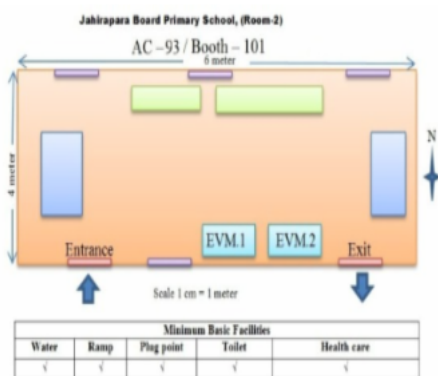 Jahirapara Board Primary School, (Room-2)
AC –93 / Booth – 101
6 meter
4 meter
N
EVM.1 EVM.2
Entrance Exit
Scale 1 cm = 1 meter
Minimum Basic Facilities
Water Ramp Plug point Toilet Health care
√ √ √ √ √